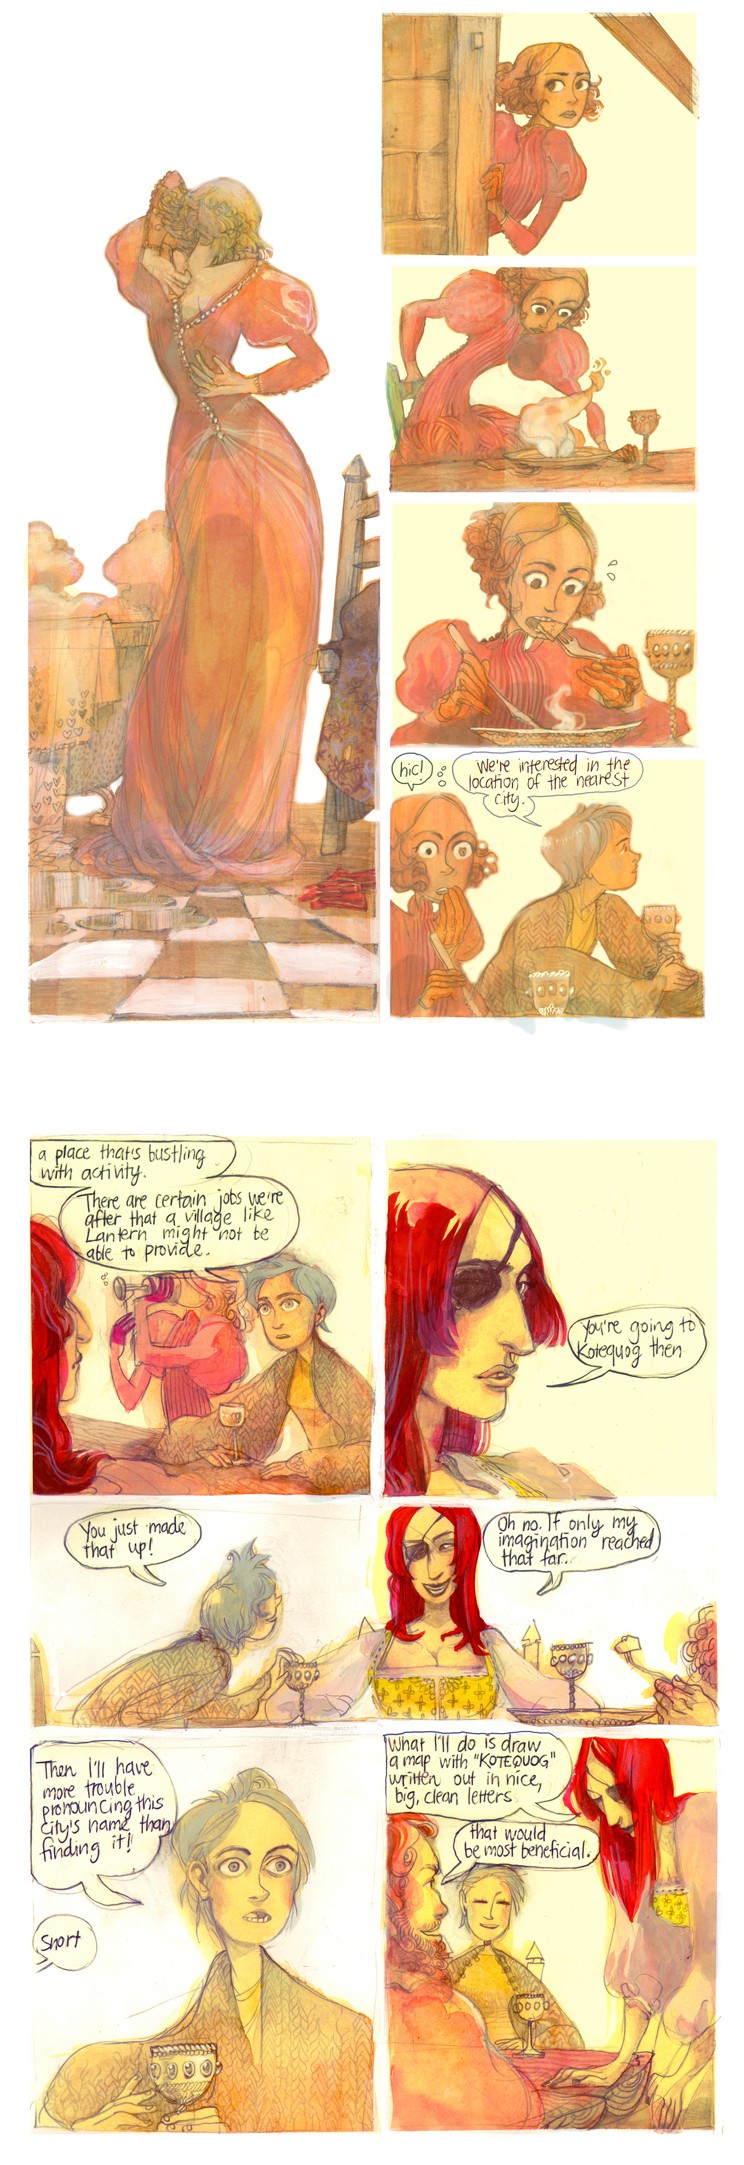 hic!
We're interested in the
location of the nearest
city.
a place that's bustling
with activity.
There are certain jobs we're
after that a village like
Lantern might not be
able to provide.
You're going to
Kotequog then
You just made
that up!
Oh no. If only my
imagination reached
that far...
Then I'll have
more trouble
pronouncing this
city's name than
finding it!
Snort
What I'll do is draw
a map with "KOTEQUOG"
written out in nice,
big, clean letters.
that would
be most beneficial.